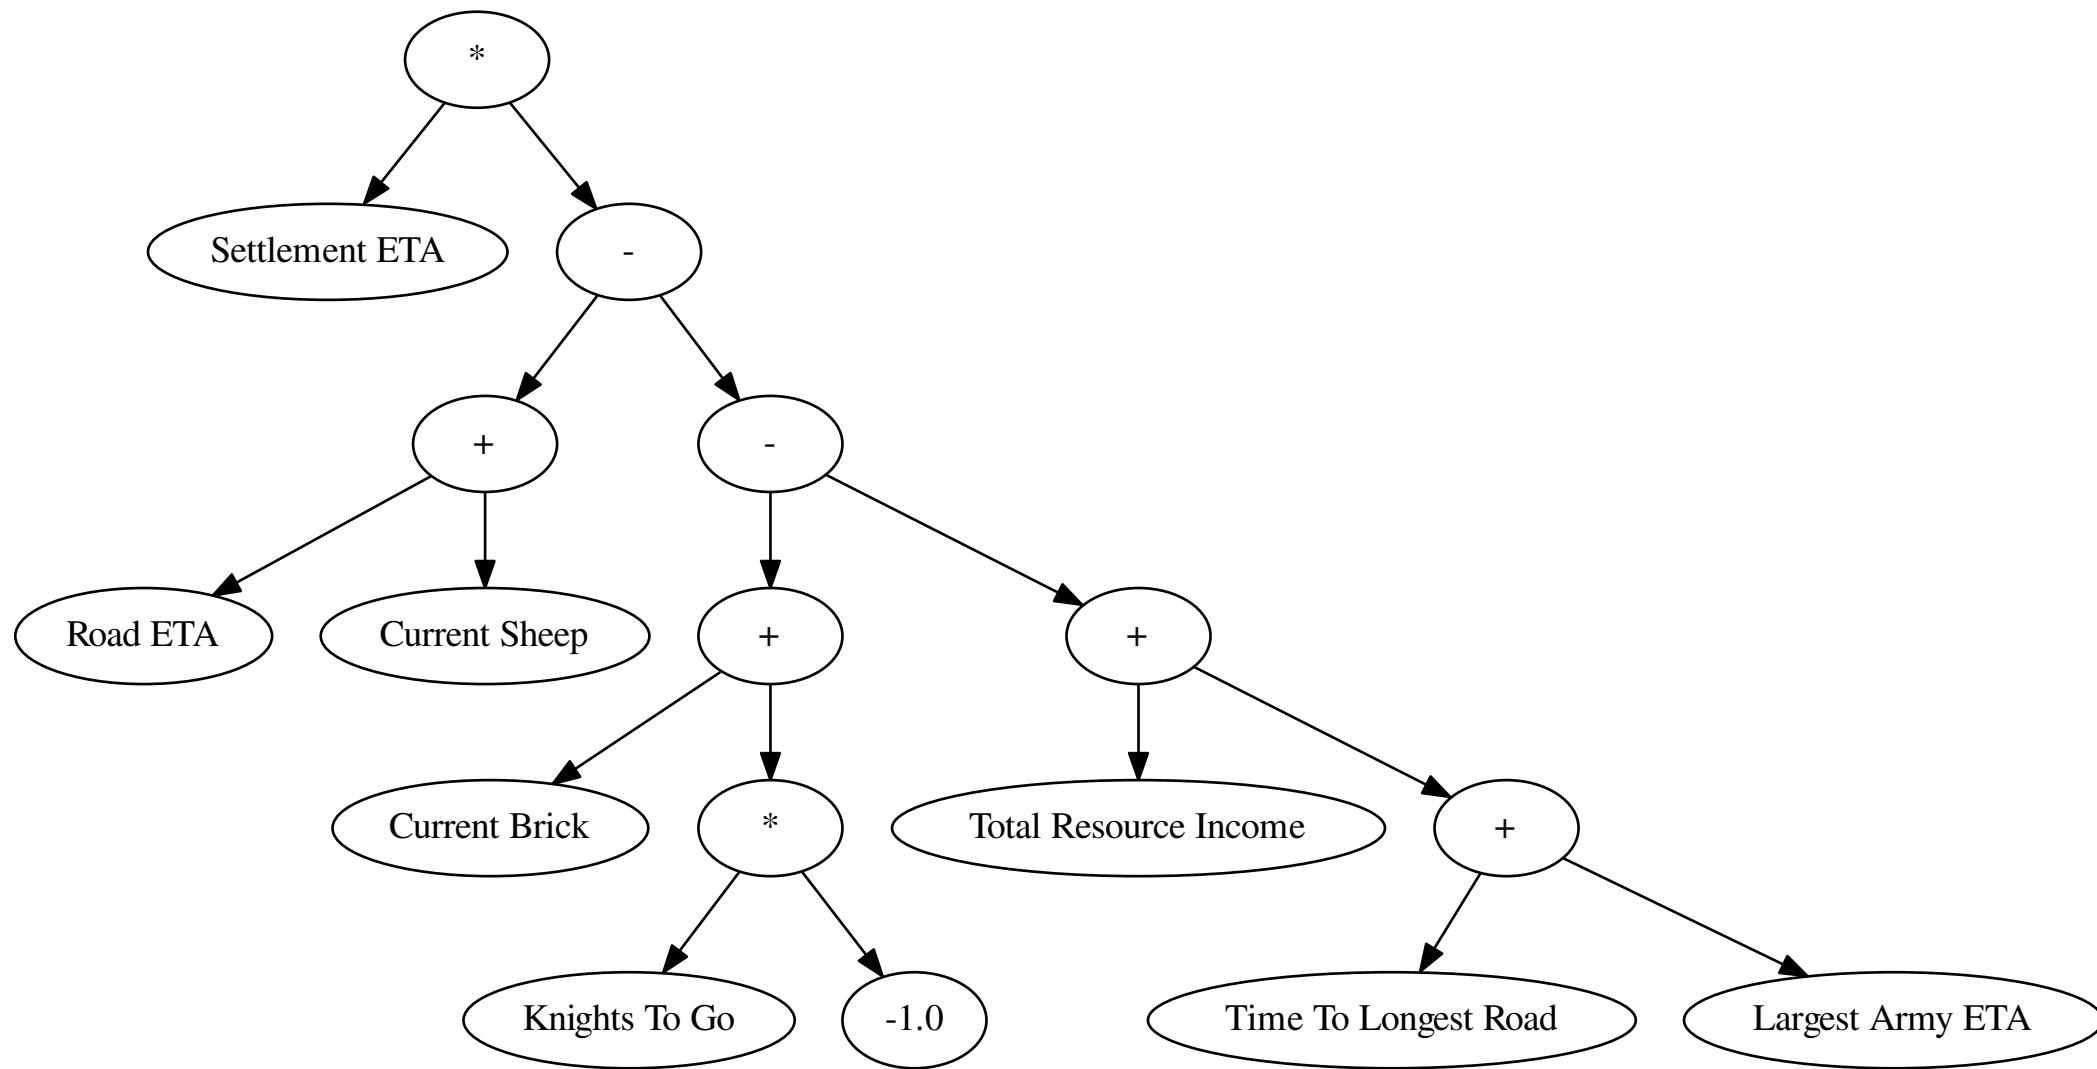 *
Settlement ETA
-
+
-
Road ETA
Current Sheep
+
+
Current Brick
*
Total Resource Income
+
Knights To Go
-1.0
Time To Longest Road
Largest Army ETA